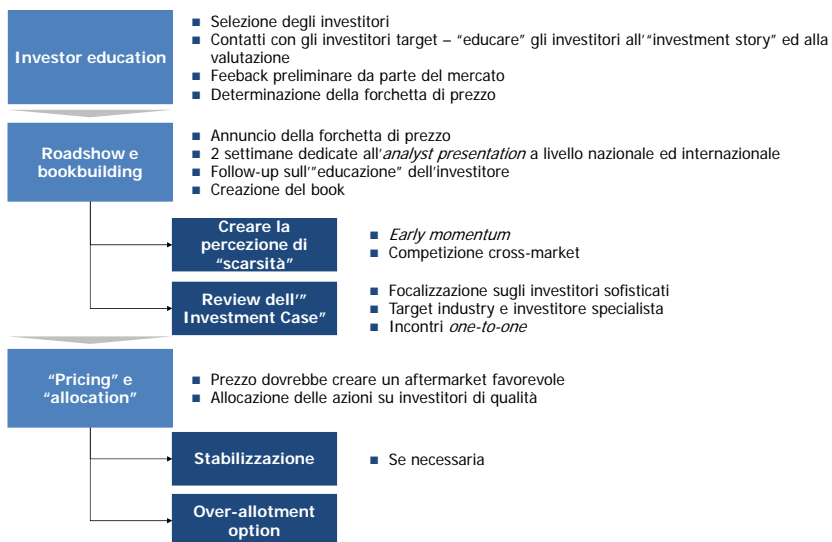 Investor education
■ Selezione degli investitori
■ Contatti con gli investitori target – “educare” gli investitori all’“investment story” ed alla
valutazione
■ Feeback preliminare da parte del mercato
■ Determinazione della forchetta di prezzo
Roadshow e
bookbuilding
■ Annuncio della forchetta di prezzo
■ 2 settimane dedicate all’analyst presentation a livello nazionale ed internazionale
■ Follow-up sull’”educazione” dell’investitore
■ Creazione del book
Creare la
percezione di
“scarsità”
■ Early momentum
■ Competizione cross-market
Review dell’”
Investment Case”
■ Focalizzazione sugli investitori sofisticati
■ Target industry e investitore specialista
■ Incontri one-to-one
“Pricing” e
“allocation”
■ Prezzo dovrebbe creare un aftermarket favorevole
■ Allocazione delle azioni su investitori di qualità
Stabilizzazione
■ Se necessaria
Over-allotment
option